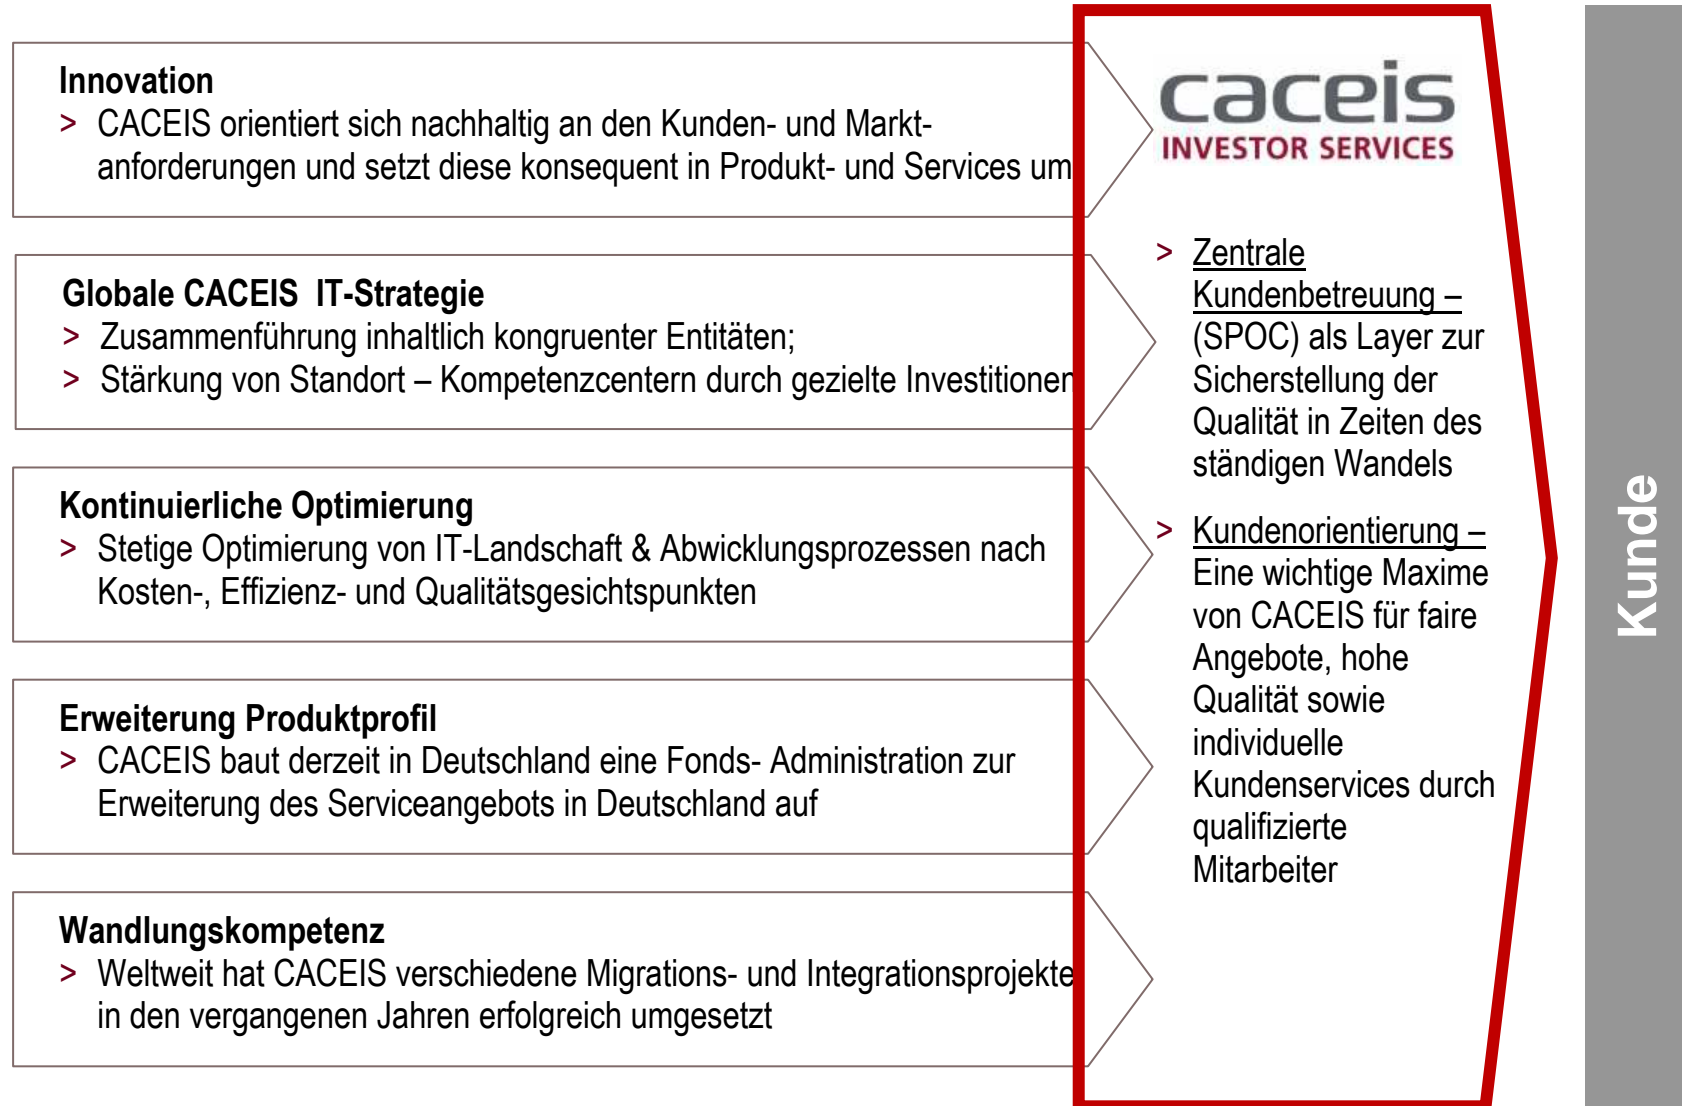 Innovation
> CACEIS orientiert sich nachhaltig an den Kunden- und Markt-
anforderungen und setzt diese konsequent in Produkt- und Services um
Globale CACEIS IT-Strategie
> Zusammenführung inhaltlich kongruenter Entitäten;
> Stärkung von Standort – Kompetenzcentern durch gezielte Investitionen
Kontinuierliche Optimierung
> Stetige Optimierung von IT-Landschaft & Abwicklungsprozessen nach
Kosten-, Effizienz- und Qualitätsgesichtspunkten
Erweiterung Produktprofil
> CACEIS baut derzeit in Deutschland eine Fonds- Administration zur
Erweiterung des Serviceangebots in Deutschland auf
Wandlungskompetenz
> Weltweit hat CACEIS verschiedene Migrations- und Integrationsprojekte
in den vergangenen Jahren erfolgreich umgesetzt
caceis
INVESTOR SERVICES
> Zentrale
Kundenbetreuung –
(SPOC) als Layer zur
Sicherstellung der
Qualität in Zeiten des
ständigen Wandels
> Kundenorientierung –
Eine wichtige Maxime
von CACEIS für faire
Angebote, hohe
Qualität sowie
individuelle
Kundenservices durch
qualifizierte
Mitarbeiter
Kunde